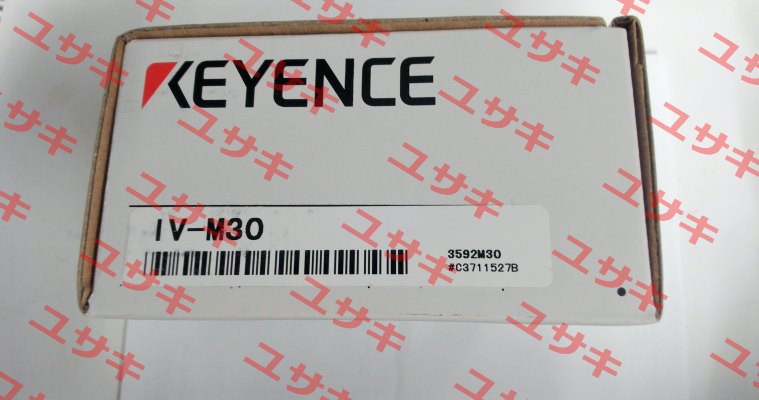 KEYENCE
IV-M30
3592M30
#C3711527B
ユサキ